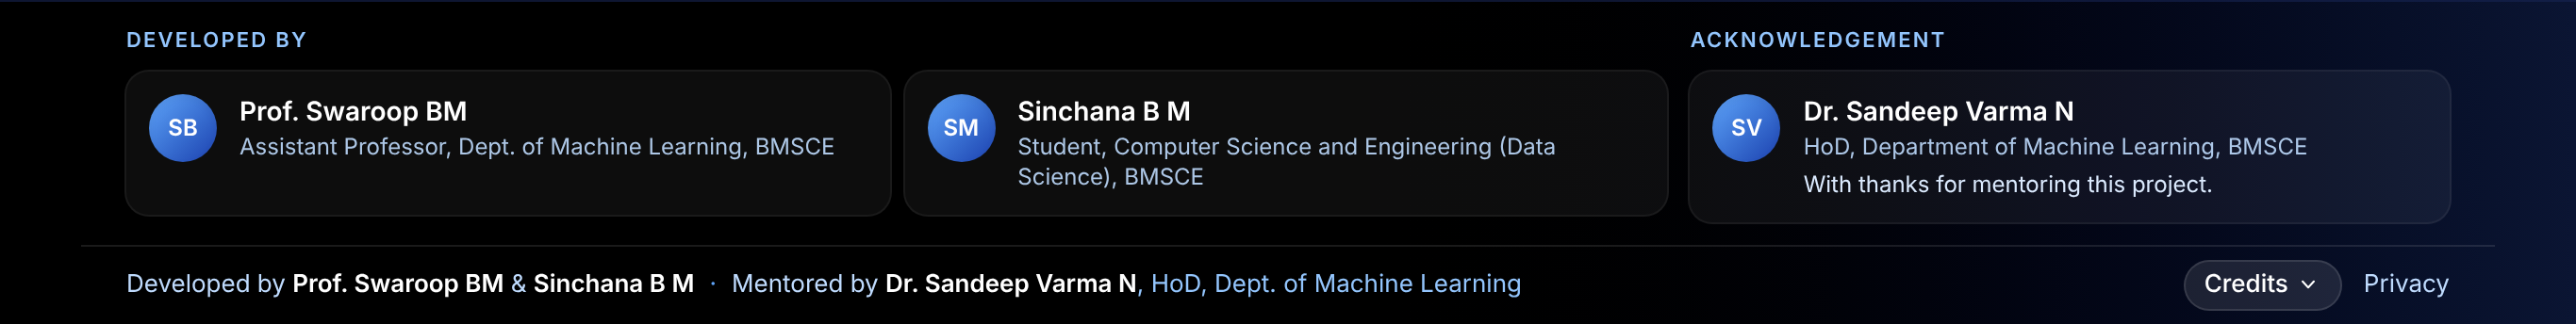 DEVELOPED BY
SB
Prof. Swaroop BM
Assistant Professor, Dept. of Machine Learning, BMSCE
SM
Sinchana B M
Student, Computer Science and Engineering (Data
Science), BMSCE
ACKNOWLEDGEMENT
SV
Dr. Sandeep Varma N
HoD, Department of Machine Learning, BMSCE
With thanks for mentoring this project.
Developed by Prof. Swaroop BM & Sinchana B M · Mentored by Dr. Sandeep Varma N, HoD, Dept. of Machine Learning
Credits
Privacy